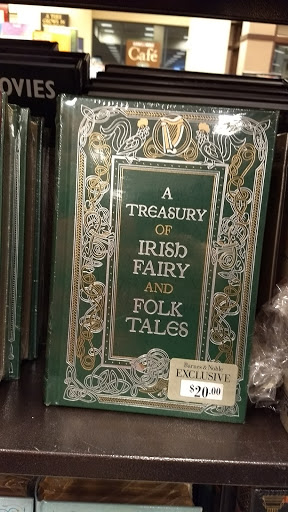 Café
OVIES
A
TREASURY
OF
IRISH
FAIRY
AND
FOLK
TALES
Barnes & Noble
EXCLUSIVE
$20.00